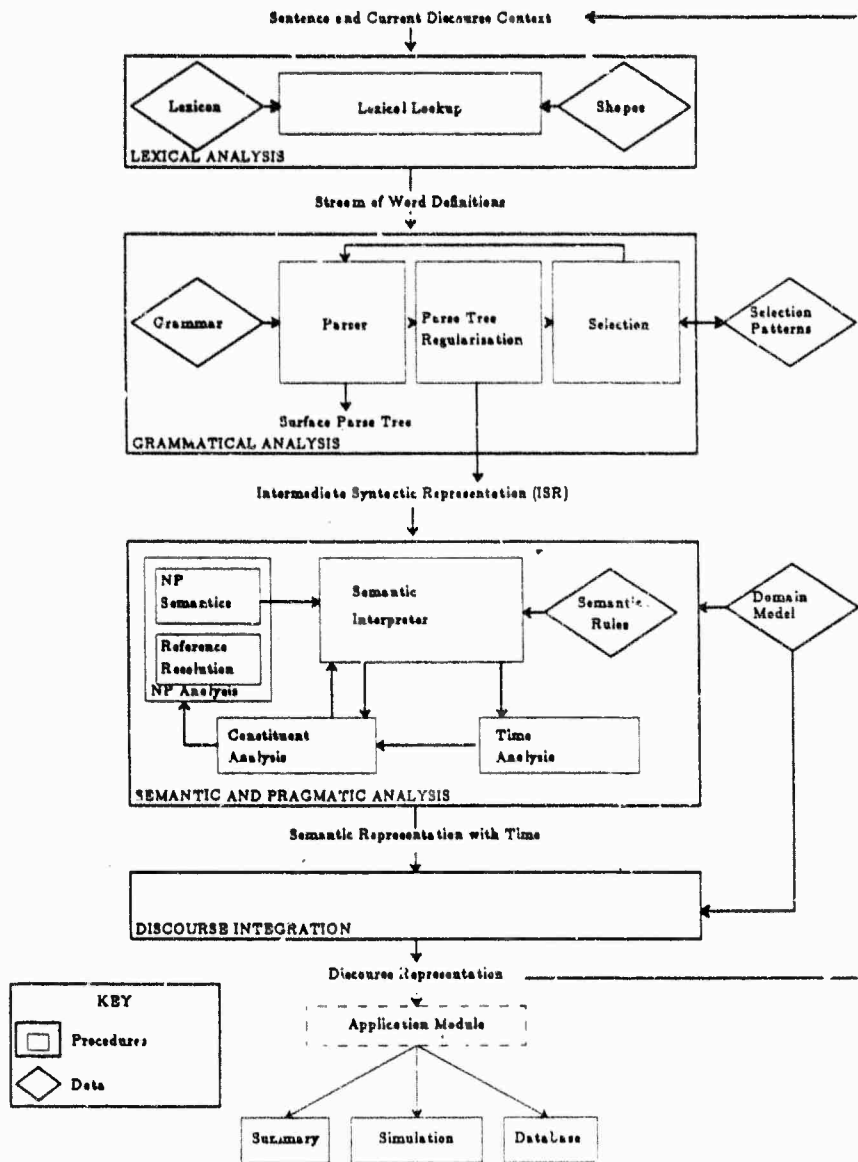 Sentence and Current Discourse Context
Lexicon
Lexical Lookup
Shapes
LEXICAL ANALYSIS
Stream of Word Definitions
Grammar
Parser
Parse Tree
Regularisation
Selection
Selection
Patterns
Surface Parse Tree
GRAMMATICAL ANALYSIS
Intermediate Syntactic Representation (ISR)
NP
Semantics
Semantic
Interpreter
Semantic
Rules
Domain
Model
Reference
Resolution
NP Analysis
Constituent
Analysis
Time
Analysis
SEMANTIC AND PRAGMATIC ANALYSIS
Semantic Representation with Time
DISCOURSE INTEGRATION
Discourse Representation
KEY
Procedures
Data
Application Module
Summary
Simulation
Database